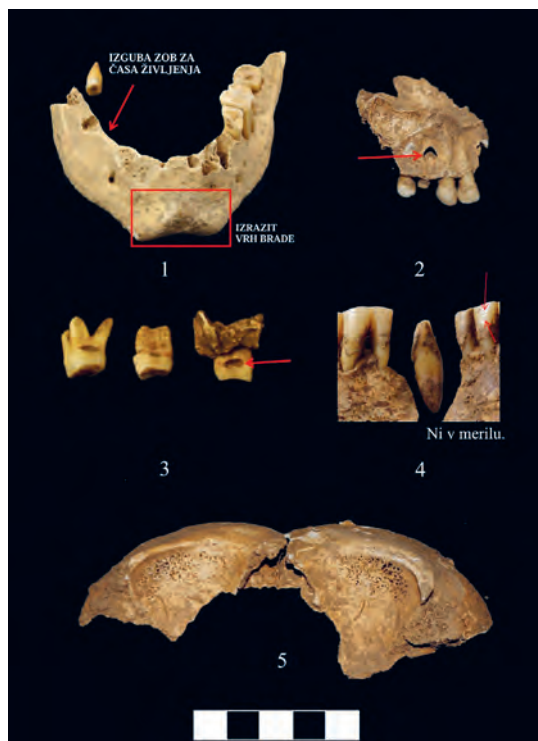 IZGUBA ZOB ZA
ČASA ŽIVLJENJA
IZRAZIT
VRH BRADE
1
2
3
4
Ni v merilu.
5